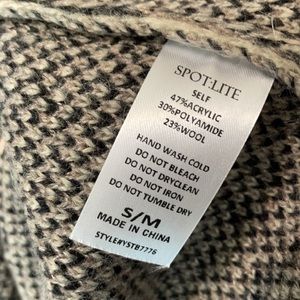 SPOT:LITE
SELF
47%ACRYLIC
30%POLYAMIDE
23%WOOL
HAND WASH COLD
DO NOT BLEACH
DO NOT DRYCLEAN
DO NOT IRON
DO NOT TUMBLE DRY
S/M
MADE IN CHINA
STYLE#YSTB7776